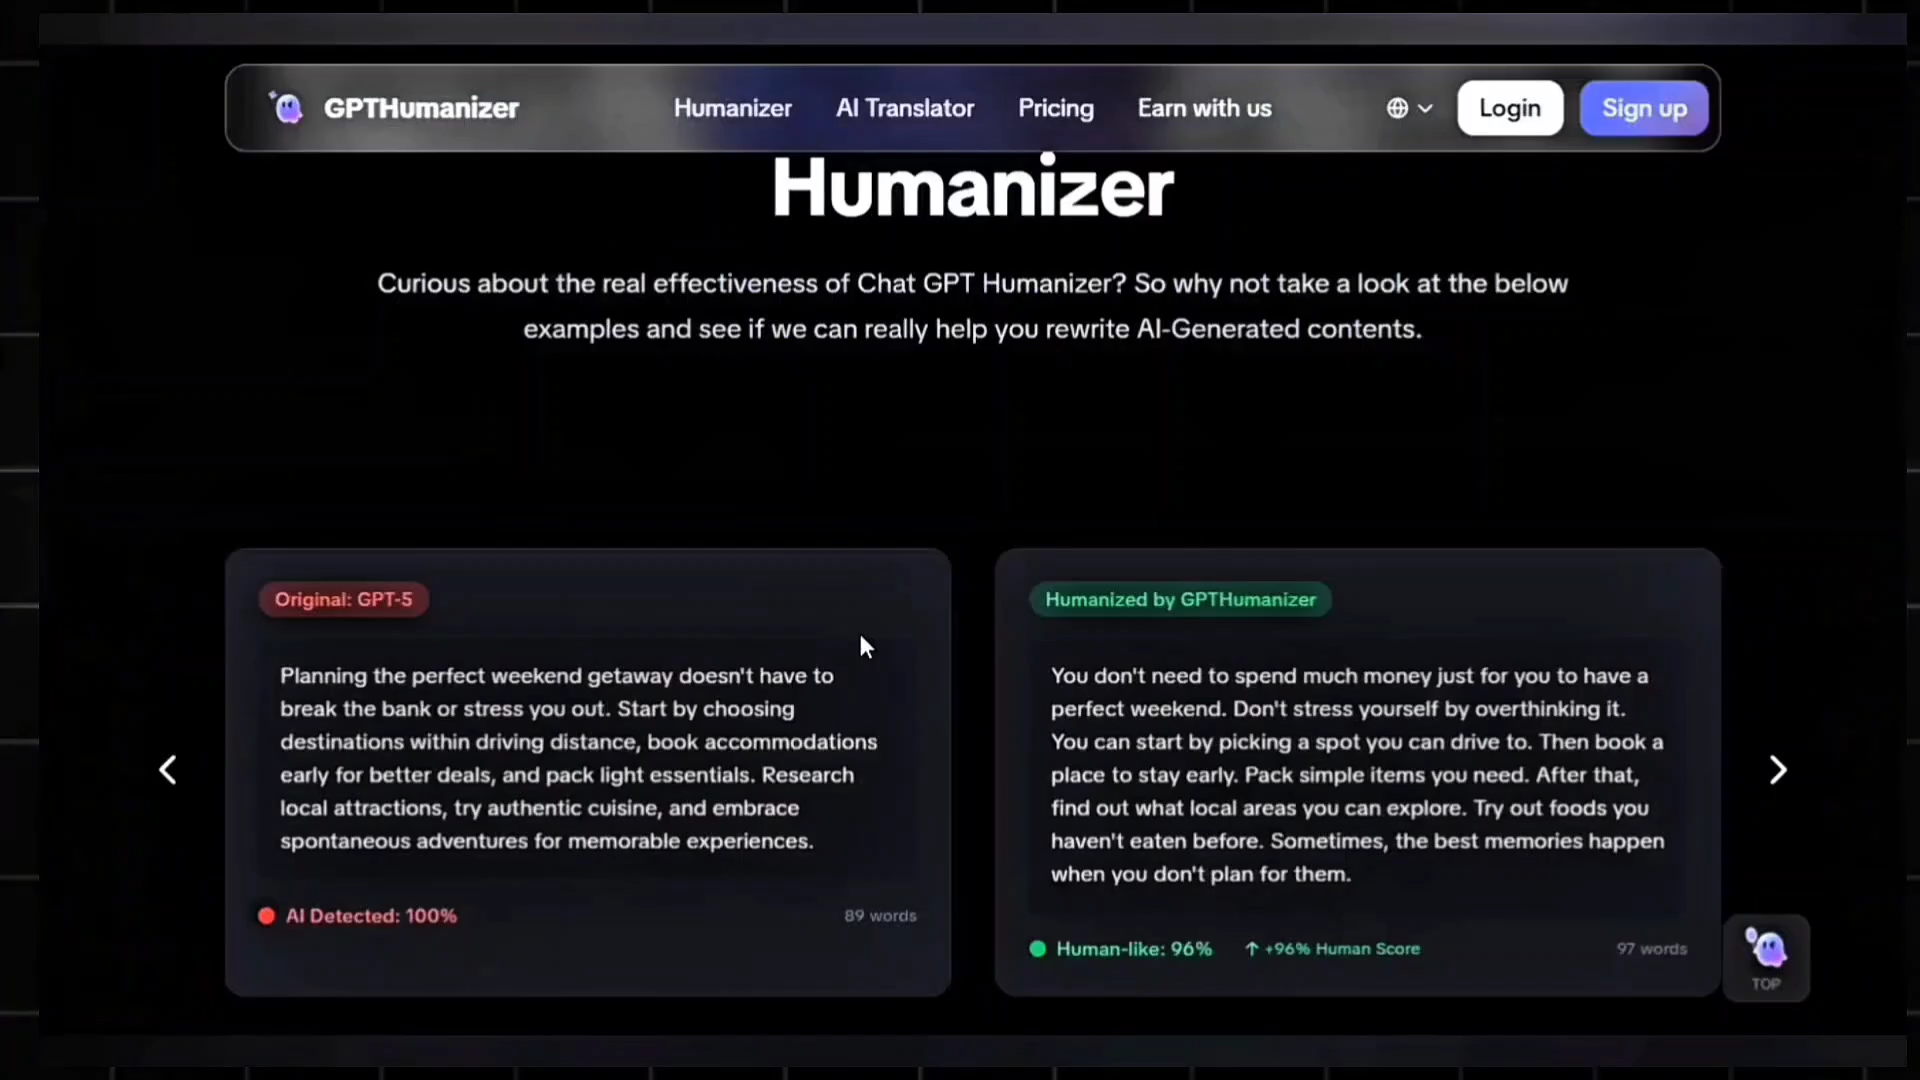 GPTHumanizer
Humanizer
AI Translator
Pricing
Earn with us
Login
Sign up
Humanizer
Curious about the real effectiveness of Chat GPT Humanizer? So why not take a look at the below
examples and see if we can really help you rewrite AI-Generated contents.
Original: GPT-5
Planning the perfect weekend getaway doesn't have to
break the bank or stress you out. Start by choosing
destinations within driving distance, book accommodations
early for better deals, and pack light essentials. Research
local attractions, try authentic cuisine, and embrace
spontaneous adventures for memorable experiences.
AI Detected: 100%
89 words
Humanized by GPTHumanizer
You don't need to spend much money just for you to have a
perfect weekend. Don't stress yourself by overthinking it.
You can start by picking a spot you can drive to. Then book a
place to stay early. Pack simple items you need. After that,
find out what local areas you can explore. Try out foods you
haven't eaten before. Sometimes, the best memories happen
when you don't plan for them.
Human-like: 96%
↑ +96% Human Score
97 words
TOP